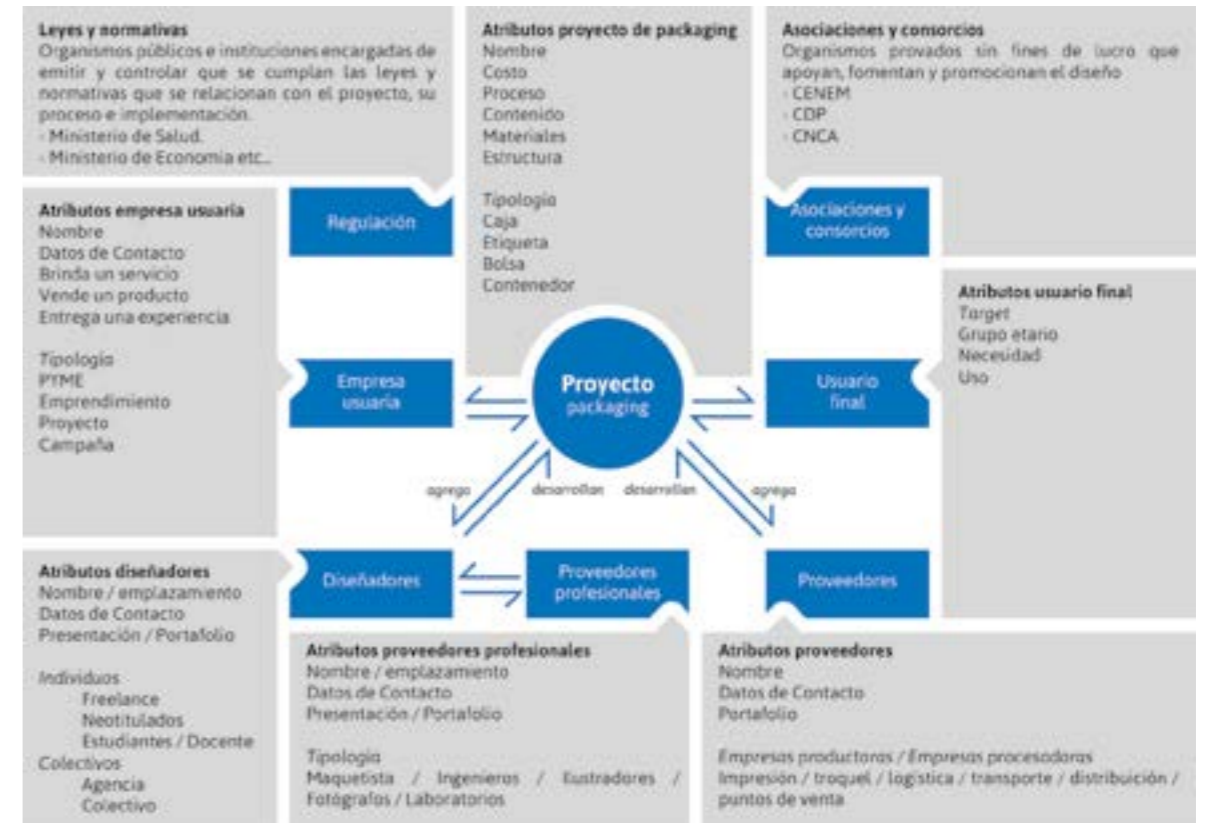 Leyes y normativas
Organismos públicos e instituciones encargadas de
emitir y controlar que se cumplan las leyes y
normativas que se relacionan con el proyecto, su
proceso e implementación.
- Ministerio de Salud.
- Ministerio de Economia etc..
Atributos proyecto de packaging
Nombre
Costo
Proceso
Contenido
Materiales
Estructura
Tipología
Caja
Etiqueta
Bolsa
Contenedor
Asociaciones y consorcios
Organismos provados sin fines de lucro que
apoyan, fomentan y promocionan el diseño
- CENEM
- CDP
- CNCA
Atributos empresa usuaria
Nombre
Datos de Contacto
Brinda un servicio
Vende un producto
Entrega una experiencia
Tipología
PYME
Emprendimiento
Proyecto
Campaña
Regulación
Asociaciones y
consorcios
Atributos usuario final
Target
Grupo etario
Necesidad
Uso
Empresa
usuaria
Proyecto
packaging
Usuario
final
agrega
desarrollan
desarrollan
agrega
Diseñadores
Proveedores
profesionales
Proveedores
Atributos diseñadores
Nombre / emplazamiento
Datos de Contacto
Presentación / Portafolio
Individuos
Freelance
Neotitulados
Estudiantes / Docente
Colectivos
Agencia
Colectivo
Atributos proveedores profesionales
Nombre / emplazamiento
Datos de Contacto
Presentación / Portafolio
Tipología
Maquetista / Ingenieros / Eustradores /
Fotógrafos / Laboratorios
Atributos proveedores
Nombre
Datos de Contacto
Portafolio
Empresas productoras / Empresas procesadoras
Impresión / troquel / logística / transporte / distribuición /
puntos de venta